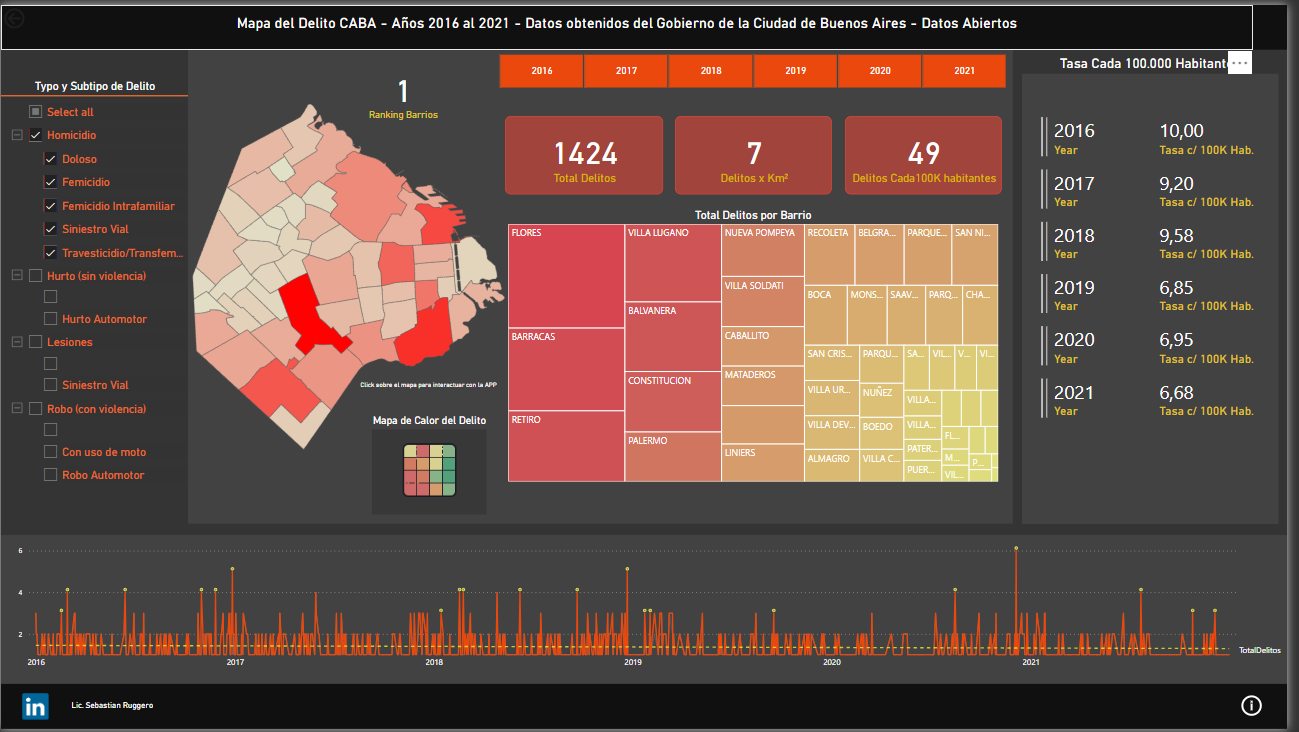 Mapa del Delito CABA - Años 2016 al 2021 - Datos obtenidos del Gobierno de la Ciudad de Buenos Aires - Datos Abiertos
Typo y Subtipo de Delito
Select all
Homicidio
Doloso
Femicidio
Femicidio Intrafamiliar
Siniestro Vial
Travesticidio/Transfem...
Hurto (sin violencia)
Hurto Automotor
Lesiones
Siniestro Vial
Robo (con violencia)
Con uso de moto
Robo Automotor
1
Ranking Barrios
Click sobre el mapa para interactuar con la APP
Mapa de Calor del Delito
2016 2017 2018 2019 2020 2021
1424
Total Delitos
7
Delitos x Km²
49
Delitos Cada100K habitantes
Total Delitos por Barrio
FLORES
BARRACAS
RETIRO
VILLA LUGANO
BALVANERA
CONSTITUCION
PALERMO
NUEVA POMPEYA
VILLA SOLDATI
CABALLITO
MATADEROS
LINIERS
RECOLETA
BELGRA...
PARQUE...
SAN NI...
BOCA
MONS...
SAAV...
PARQ...
CHA...
SAN CRIS...
VILLA UR...
VILLA DEV...
ALMAGRO
PARQU...
NUÑEZ
BOEDO
VILLA C...
SA...
VIL...
V...
VI...
VILLA...
VILLA...
PATER...
PUER...
FL...
M...
VIL...
P...
Tasa Cada 100.000 Habitant
...
2016 10,00
Year Tasa c/ 100K Hab.
2017 9,20
Year Tasa c/ 100K Hab.
2018 9,58
Year Tasa c/ 100K Hab.
2019 6,85
Year Tasa c/ 100K Hab.
2020 6,95
Year Tasa c/ 100K Hab.
2021 6,68
Year Tasa c/ 100K Hab.
6
4
2
2016 2017 2018 2019 2020 2021
TotalDelitos
in
Lic. Sebastian Ruggero